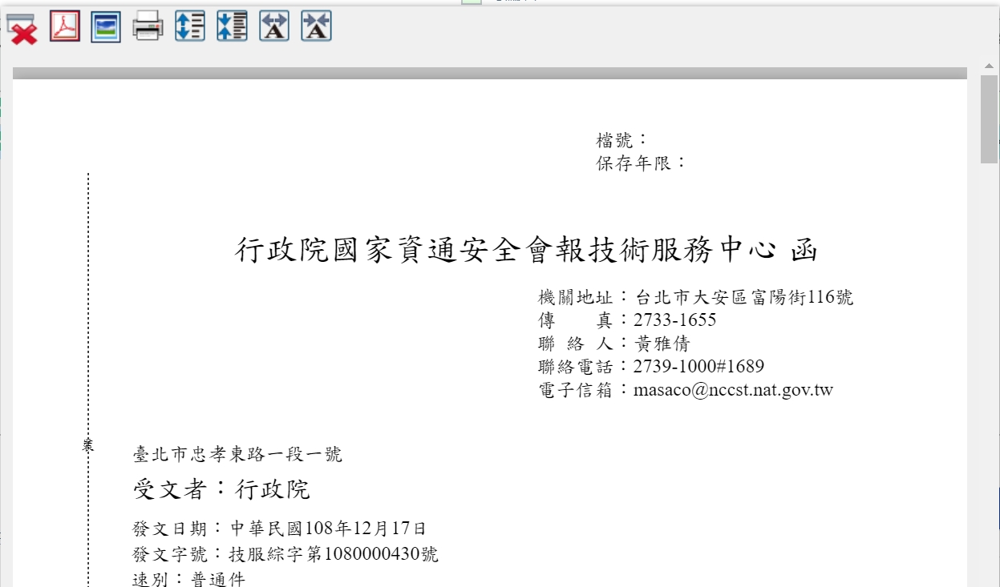 檔號：
保存年限：
行政院國家資通安全會報技術服務中心 函
機關地址：台北市大安區富陽街116號
傳　　真：2733-1655
聯 絡 人：黃雅倩
聯絡電話：2739-1000#1689
電子信箱：masaco@nccst.nat.gov.tw
裝
臺北市忠孝東路一段一號
受文者：行政院
發文日期：中華民國108年12月17日
發文字號：技服綜字第1080000430號
速別：普通件